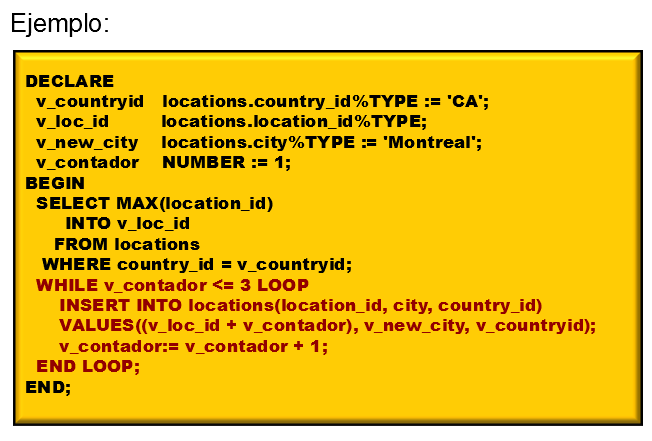 Ejemplo:
DECLARE
v_countryid locations.country_id%TYPE := 'CA';
v_loc_id locations.location_id%TYPE;
v_new_city locations.city%TYPE := 'Montreal';
v_contador NUMBER := 1;
BEGIN
SELECT MAX(location_id)
INTO v_loc_id
FROM locations
WHERE country_id = v_countryid;
WHILE v_contador <= 3 LOOP
INSERT INTO locations(location_id, city, country_id)
VALUES((v_loc_id + v_contador), v_new_city, v_countryid);
v_contador:= v_contador + 1;
END LOOP;
END;